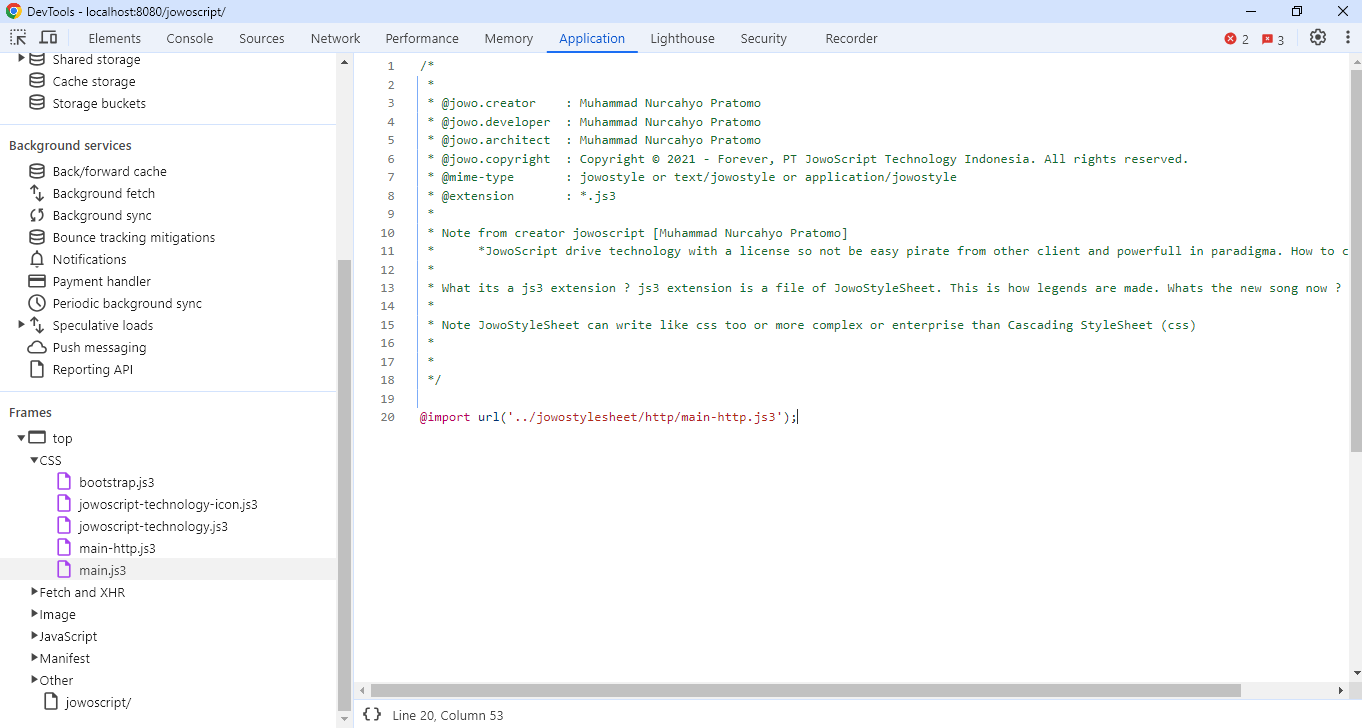 DevTools - localhost:8080/jowoscript/
Elements Console Sources Network Performance Memory Application Lighthouse Security Recorder 2 3
Shared storage
Cache storage
Storage buckets
Background services
Back/forward cache
Background fetch
Background sync
Bounce tracking mitigations
Notifications
Payment handler
Periodic background sync
Speculative loads
Push messaging
Reporting API
Frames
top
CSS
bootstrap.js3
jowoscript-technology-icon.js3
jowoscript-technology.js3
main-http.js3
main.js3
Fetch and XHR
Image
JavaScript
Manifest
Other
jowoscript/
1 /*
2 *
3 * @jowo.creator : Muhammad Nurcahyo Pratomo
4 * @jowo.developer : Muhammad Nurcahyo Pratomo
5 * @jowo.architect : Muhammad Nurcahyo Pratomo
6 * @jowo.copyright : Copyright © 2021 - Forever, PT JowoScript Technology Indonesia. All rights reserved.
7 * @mime-type : jowostyle or text/jowostyle or application/jowostyle
8 * @extension : *.js3
9 *
10 * Note from creator jowoscript [Muhammad Nurcahyo Pratomo]
11 * *JowoScript drive technology with a license so not be easy pirate from other client and powerfull in paradigma. How to c
12 *
13 * What its a js3 extension ? js3 extension is a file of JowoStyleSheet. This is how legends are made. Whats the new song now ?
14 *
15 * Note JowoStyleSheet can write like css too or more complex or enterprise than Cascading StyleSheet (css)
16 *
17 *
18 */
19
20 @import url('../jowostylesheet/http/main-http.js3');
{} Line 20, Column 53